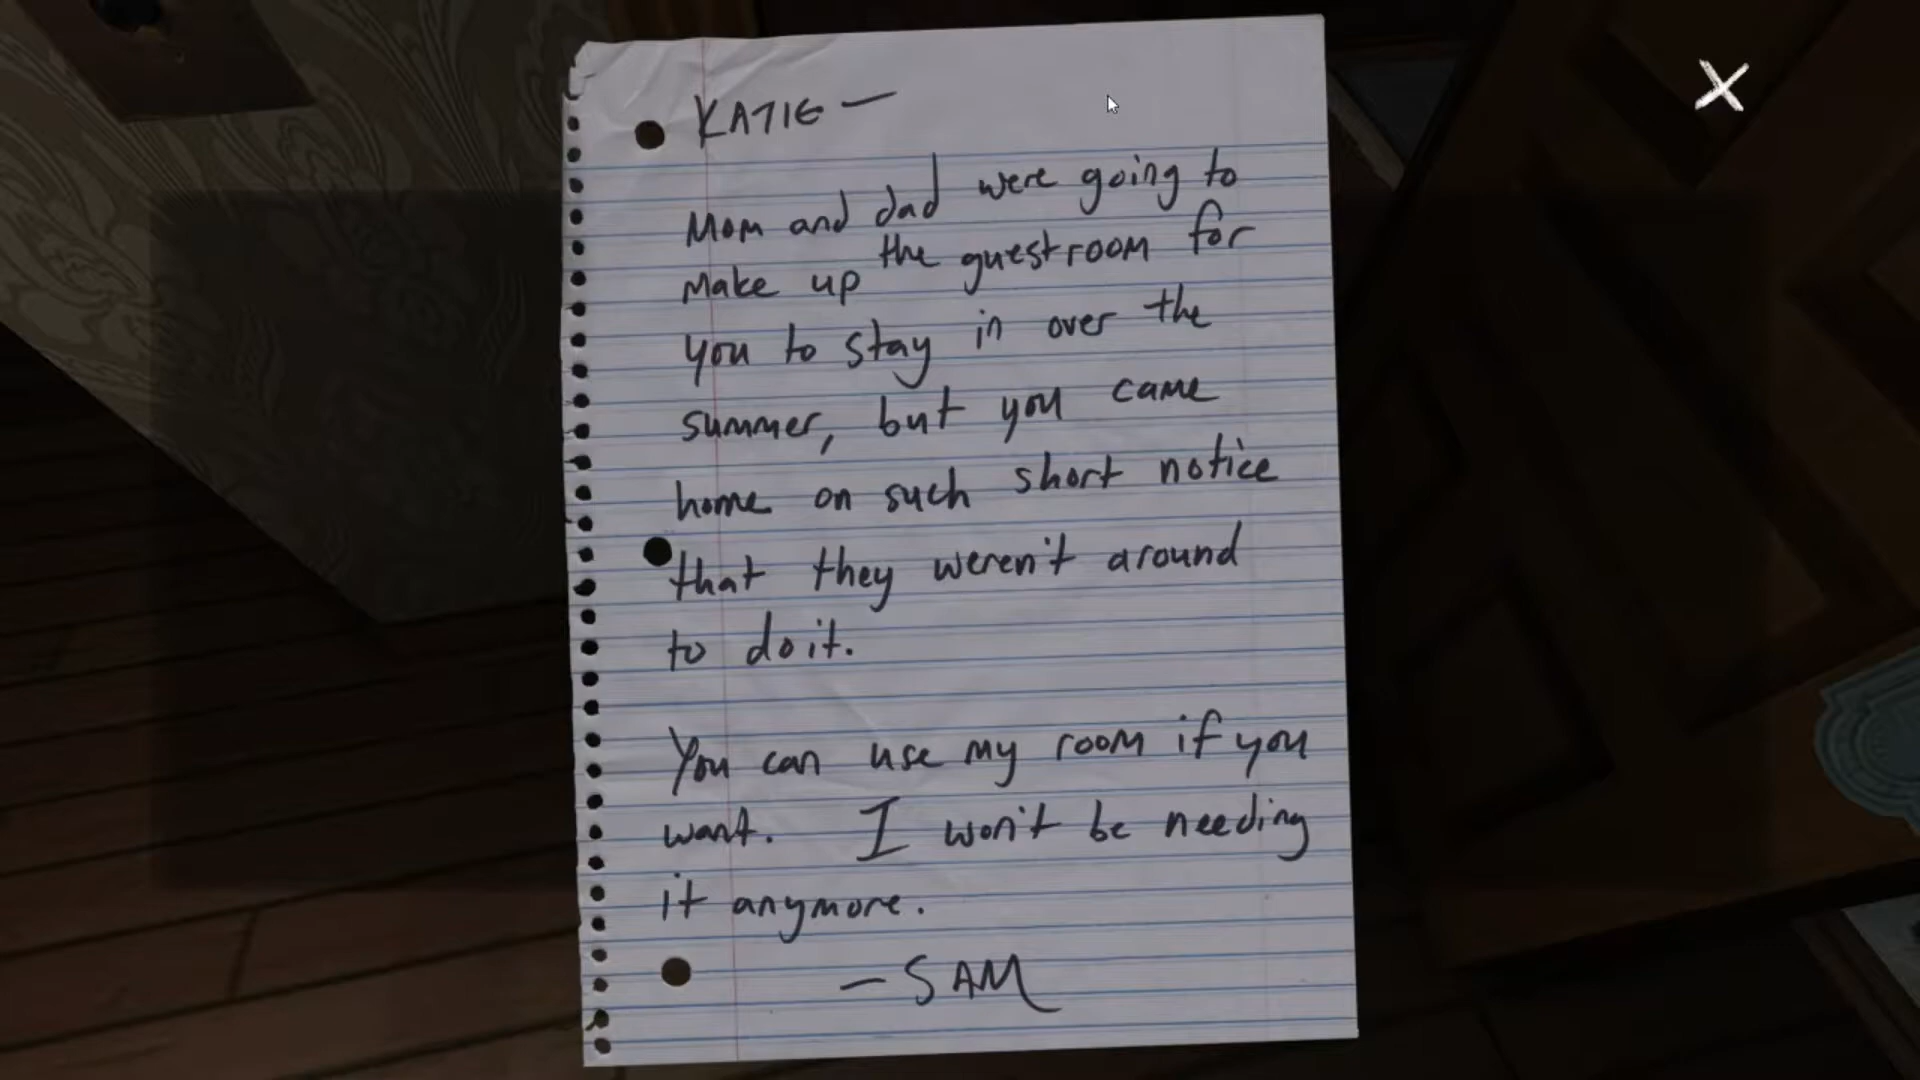 KATIE —
Mom and dad were going to
make up the guestroom for
you to stay in over the
summer, but you came
home on such short notice
that they weren't around
to do it.
You can use my room if you
want. I won't be needing
it anymore.
— SAM